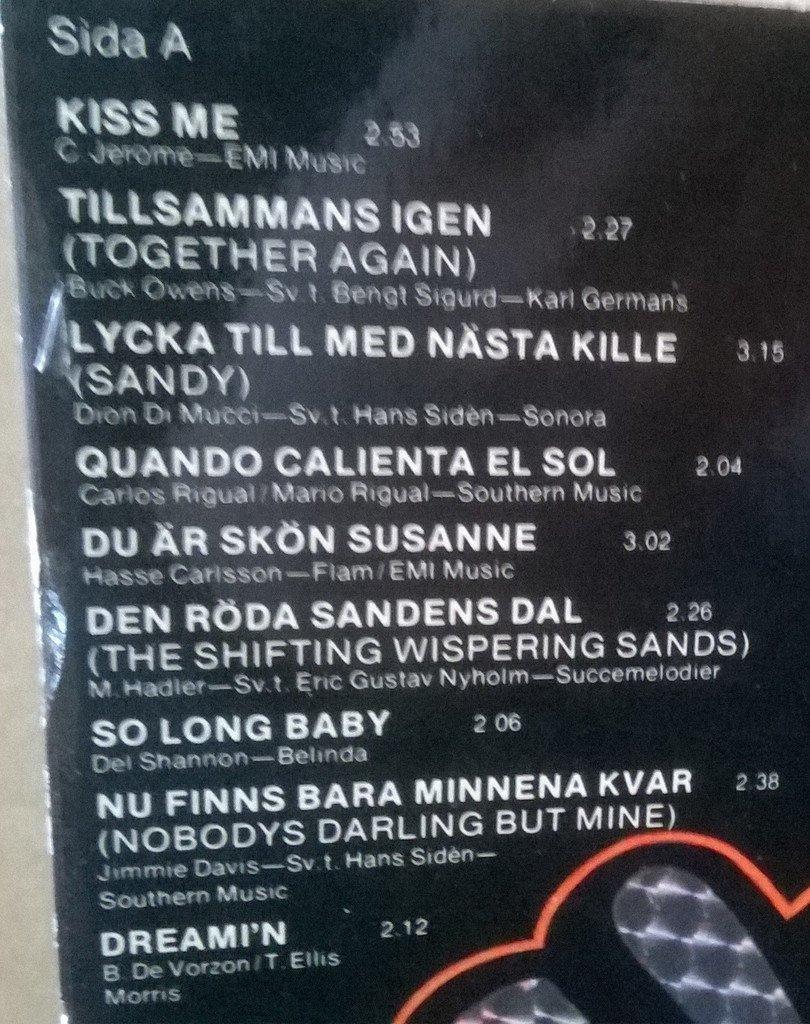 Sida A
KISS ME 2.53
C Jerome—EMI Music
TILLSAMMANS IGEN 2.27
(TOGETHER AGAIN)
Buck Owens—Sv. t. Bengt Sigurd—Karl Germans
LYCKA TILL MED NÄSTA KILLE 3.15
(SANDY)
Dion Di Mucci—Sv. t. Hans Sidèn—Sonora
QUANDO CALIENTA EL SOL 2.04
Carlos Rigual/Mario Rigual—Southern Music
DU ÄR SKÖN SUSANNE 3.02
Hasse Carlsson—Flam/EMI Music
DEN RÖDA SANDENS DAL 2.26
(THE SHIFTING WISPERING SANDS)
M. Hadler—Sv.t. Eric Gustav Nyholm—Succemelodier
SO LONG BABY 2 06
Del Shannon—Belinda
NU FINNS BARA MINNENA KVAR 2.38
(NOBODYS DARLING BUT MINE)
Jimmie Davis—Sv. t. Hans Sidèn—
Southern Music
DREAMI'N 2.12
B. De Vorzon/T. Ellis
Morris